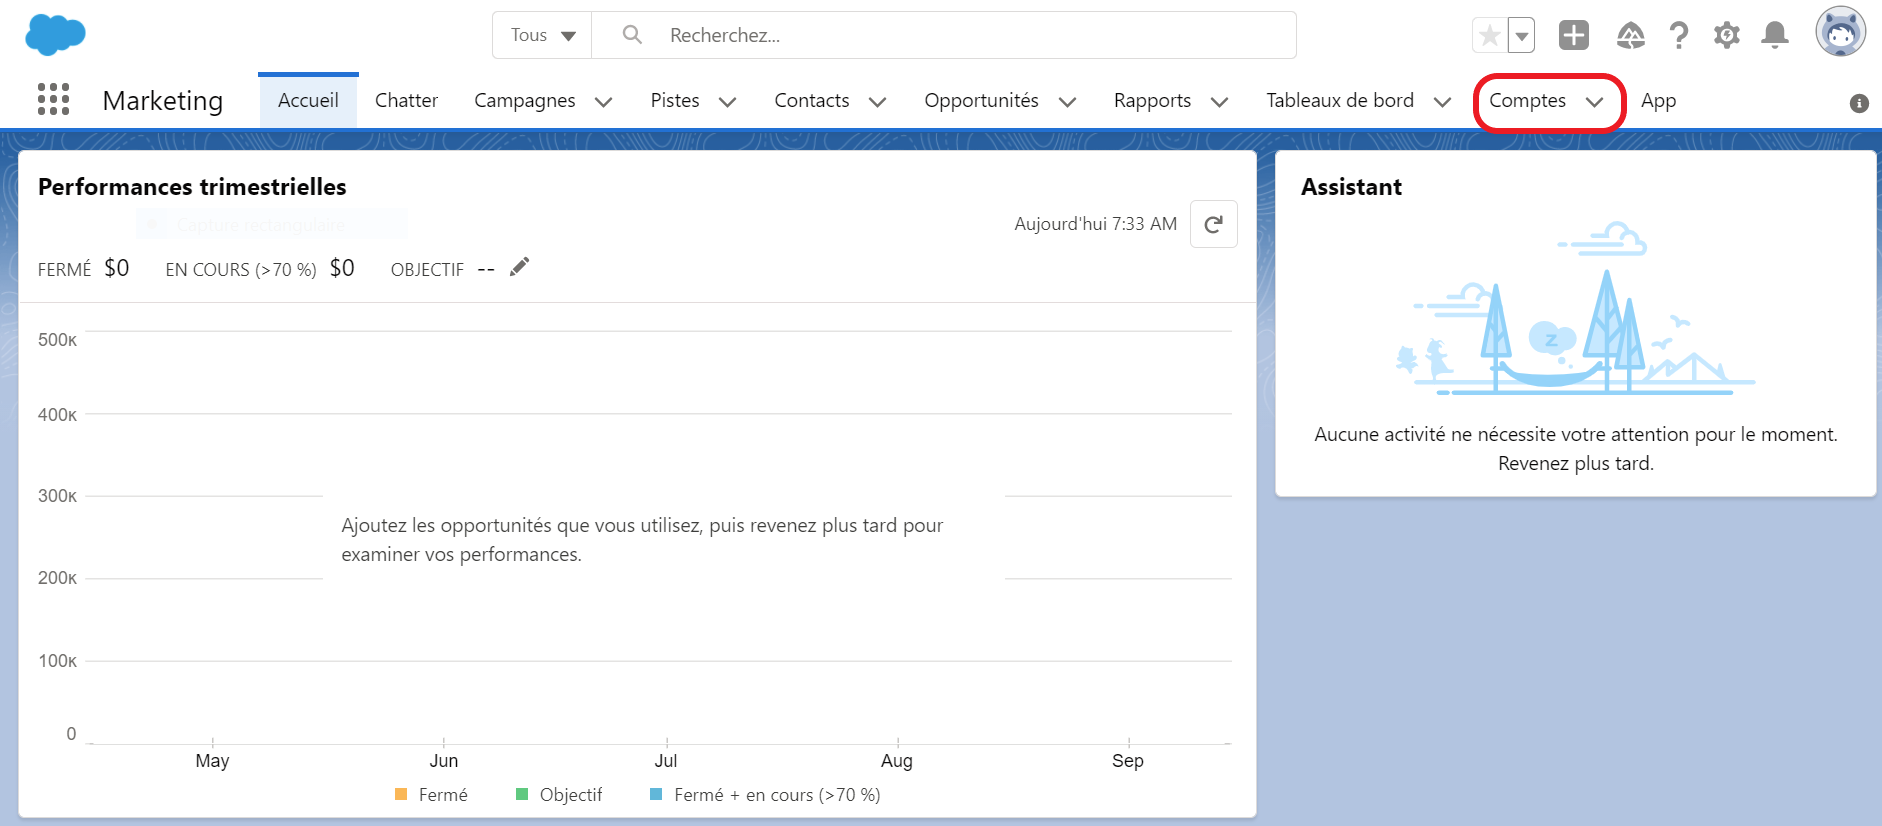 Tous Recherchez...
Marketing Accueil Chatter Campagnes Pistes Contacts Opportunités Rapports Tableaux de bord Comptes App
Performances trimestrielles
Capture rectangulaire
Aujourd'hui 7:33 AM
FERMÉ $0 EN COURS (>70 %) $0 OBJECTIF --
500K
400K
300K
Ajoutez les opportunités que vous utilisez, puis revenez plus tard pour
examiner vos performances.
200K
100K
0
May Jun Jul Aug Sep
Fermé Objectif Fermé + en cours (>70 %)
Assistant
z
Aucune activité ne nécessite votre attention pour le moment.
Revenez plus tard.